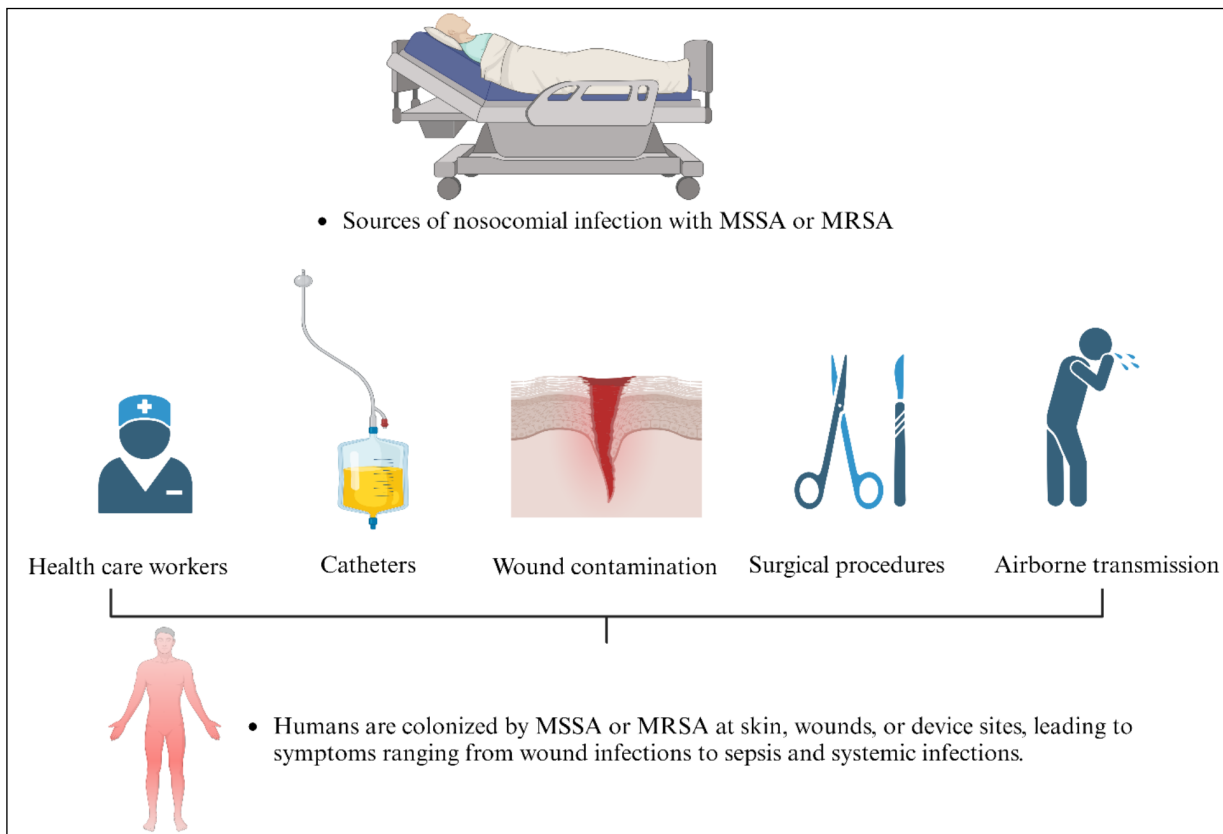 • Sources of nosocomial infection with MSSA or MRSA
Health care workers
Catheters
Wound contamination
Surgical procedures
Airborne transmission
• Humans are colonized by MSSA or MRSA at skin, wounds, or device sites, leading to
symptoms ranging from wound infections to sepsis and systemic infections.